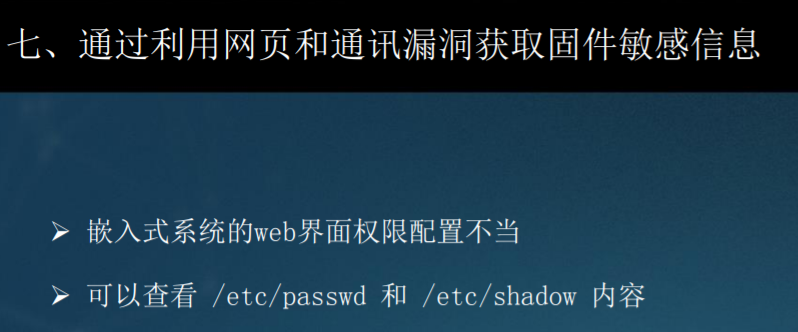 七、通过利用网页和通讯漏洞获取固件敏感信息
➢ 嵌入式系统的web界面权限配置不当
➢ 可以查看 /etc/passwd 和 /etc/shadow 内容